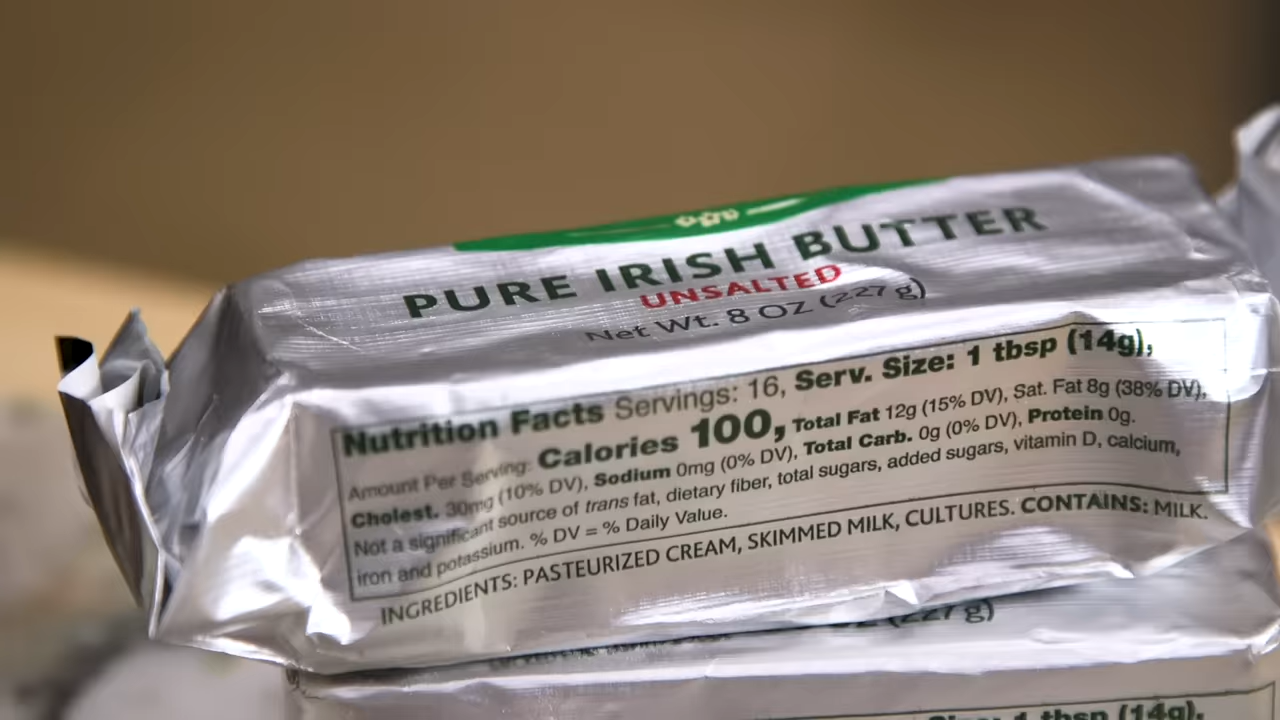 PURE IRISH BUTTER
UNSALTED
Net Wt. 8 OZ (227 g)
Nutrition Facts Servings: 16, Serv. Size: 1 tbsp (14g),
Amount Per Serving: Calories 100, Total Fat 12g (15% DV), Sat. Fat 8g (38% DV),
Cholest. 30mg (10% DV), Sodium 0mg (0% DV), Total Carb. 0g (0% DV), Protein 0g.
Not a significant source of trans fat, dietary fiber, total sugars, added sugars, vitamin D, calcium,
iron and potassium. % DV = % Daily Value.
INGREDIENTS: PASTEURIZED CREAM, SKIMMED MILK, CULTURES. CONTAINS: MILK.
(227 g)
Size: 1 tbsp (14g),